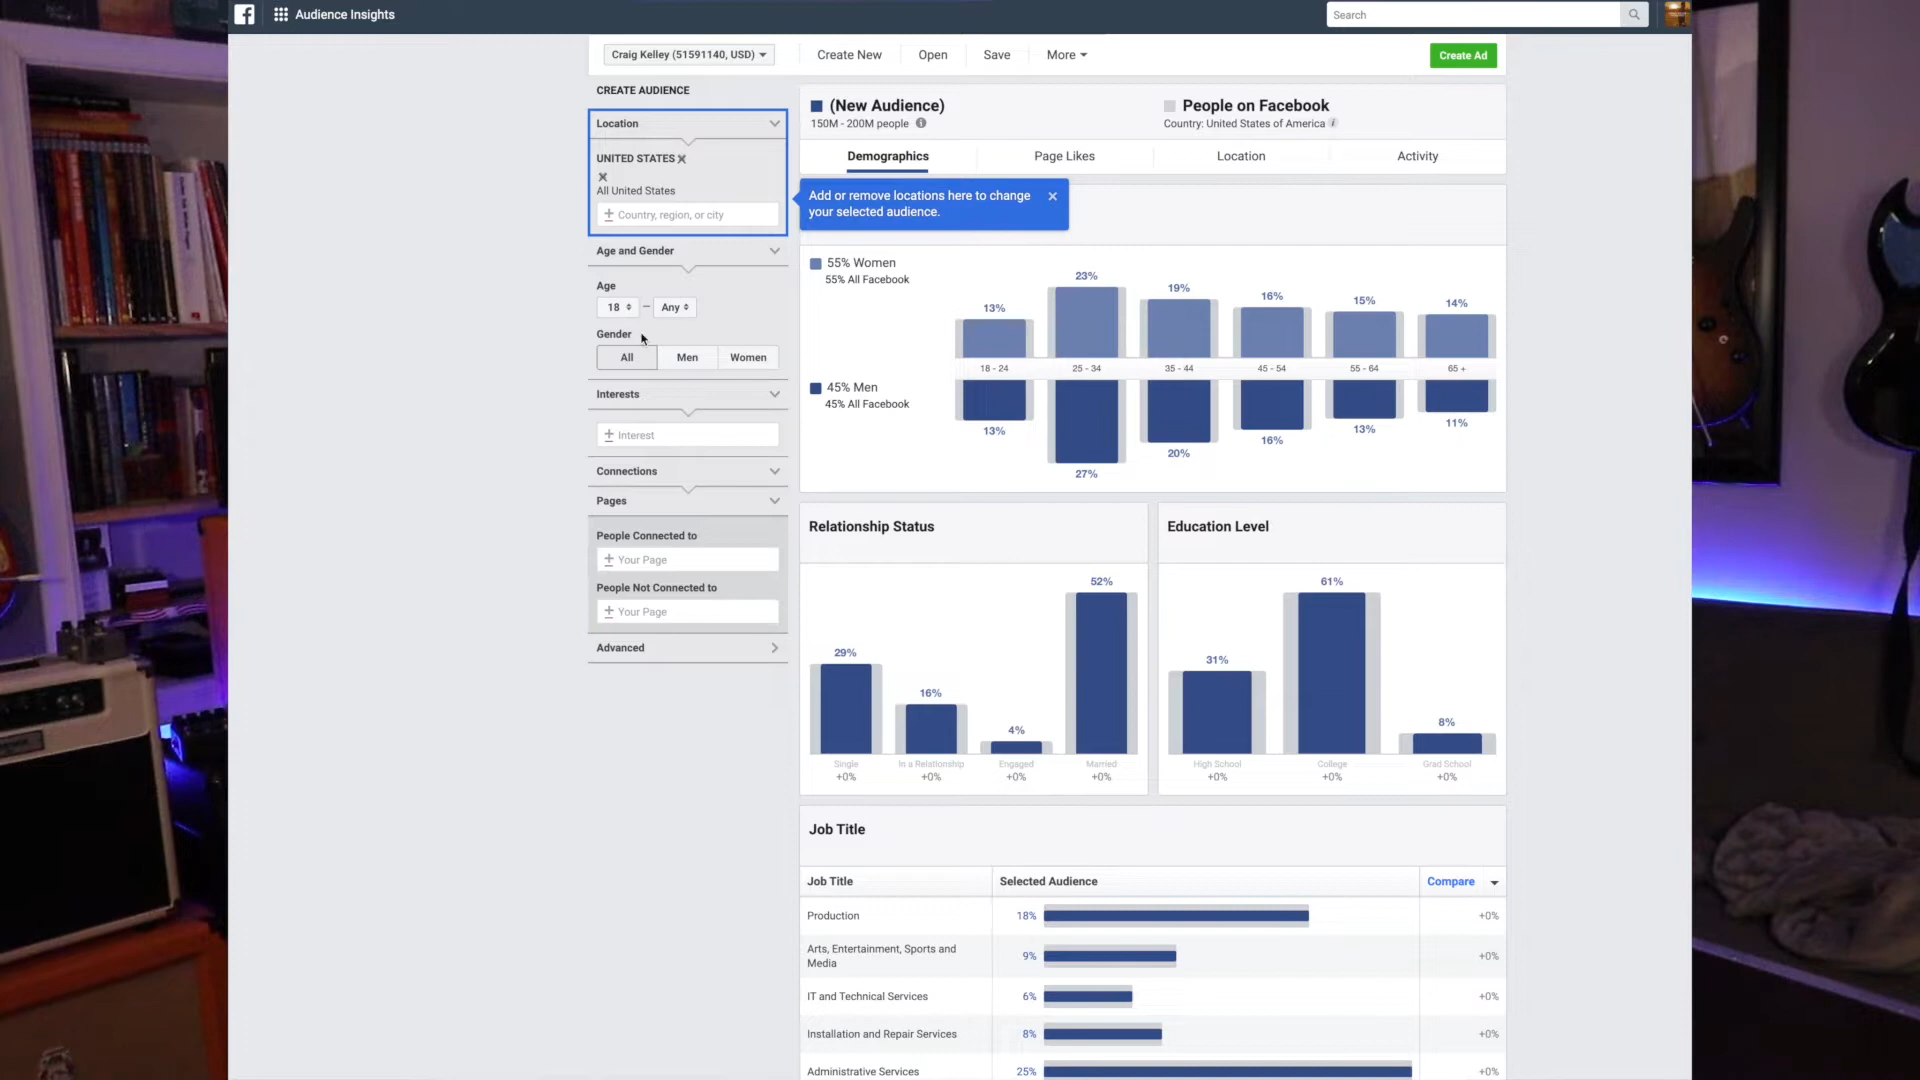 Audience Insights
Search
Craig Kelley (51591140, USD)
Create New
Open
Save
More
Create Ad
CREATE AUDIENCE
Location
UNITED STATES
All United States
Country, region, or city
Age and Gender
Age
18 – Any
Gender
All
Men
Women
Interests
Interest
Connections
Pages
People Connected to
Your Page
People Not Connected to
Your Page
Advanced
(New Audience)
150M - 200M people
People on Facebook
Country: United States of America
Demographics
Page Likes
Location
Activity
Add or remove locations here to change
your selected audience.
55% Women
55% All Facebook
13%
23%
19%
16%
15%
14%
18 - 24
25 - 34
35 - 44
45 - 54
55 - 64
65 +
45% Men
45% All Facebook
13%
27%
20%
16%
13%
11%
Relationship Status
29%
16%
4%
52%
Single
In a Relationship
Engaged
Married
+0%
+0%
+0%
+0%
Education Level
31%
61%
8%
High School
College
Grad School
+0%
+0%
+0%
Job Title
Job Title
Selected Audience
Compare
Production
18%
+0%
Arts, Entertainment, Sports and
Media
9%
+0%
IT and Technical Services
6%
+0%
Installation and Repair Services
8%
+0%
Administrative Services
25%
+0%